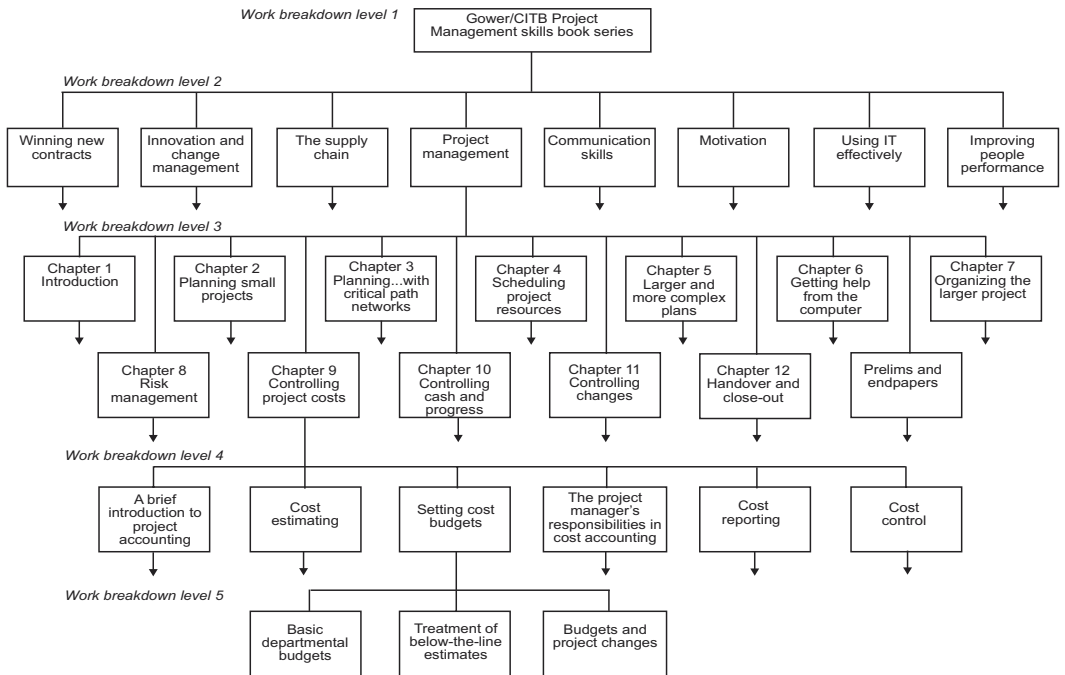 Work breakdown level 1
Gower/CITB Project
Management skills book series
Work breakdown level 2
Winning new
contracts
Innovation and
change
management
The supply
chain
Project
management
Communication
skills
Motivation
Using IT
effectively
Improving
people
performance
Work breakdown level 3
Chapter 1
Introduction
Chapter 2
Planning small
projects
Chapter 3
Planning...with
critical path
networks
Chapter 4
Scheduling
project
resources
Chapter 5
Larger and
more complex
plans
Chapter 6
Getting help
from the
computer
Chapter 7
Organizing the
larger project
Chapter 8
Risk
management
Chapter 9
Controlling
project costs
Chapter 10
Controlling
cash and
progress
Chapter 11
Controlling
changes
Chapter 12
Handover and
close-out
Prelims and
endpapers
Work breakdown level 4
A brief
introduction to
project
accounting
Cost
estimating
Setting cost
budgets
The project
manager's
responsibilities in
cost accounting
Cost
reporting
Cost
control
Work breakdown level 5
Basic
departmental
budgets
Treatment of
below-the-line
estimates
Budgets and
project changes